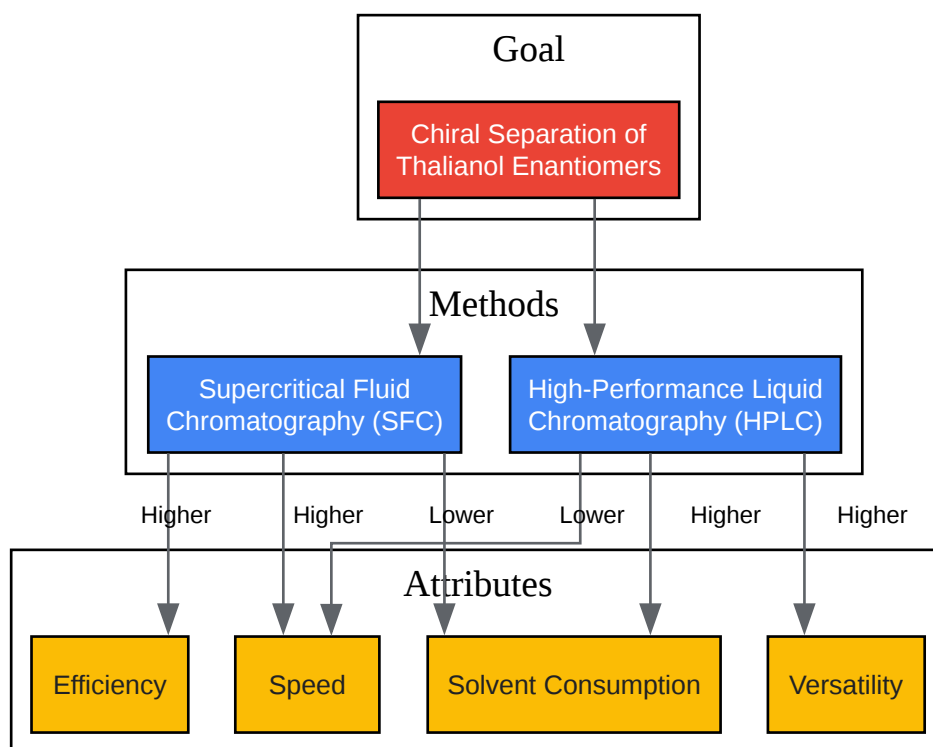 Goal
Chiral Separation of
Thalianol Enantiomers
Methods
Supercritical Fluid
Chromatography (SFC)
High-Performance Liquid
Chromatography (HPLC)
Higher
Higher
Lower
Lower
Higher
Higher
Attributes
Efficiency
Speed
Solvent Consumption
Versatility